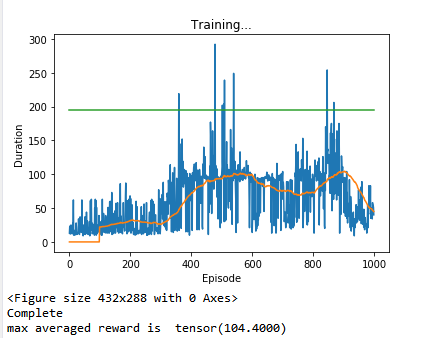 Training...
300
250
200
150
100
50
0
Duration
0 200 400 600 800 1000
Episode
<Figure size 432x288 with 0 Axes>
Complete
max averaged reward is  tensor(104.4000)